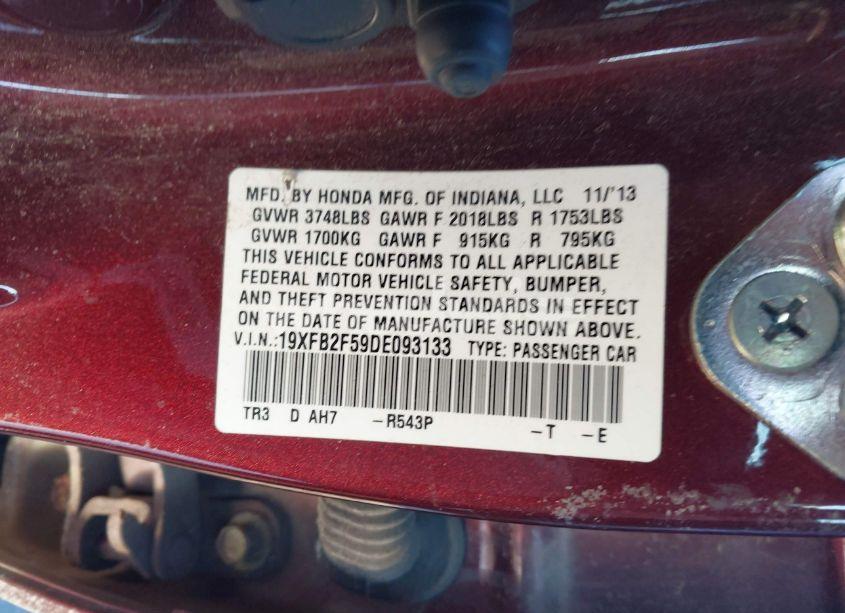 MFD. BY HONDA MFG. OF INDIANA, LLC 11/'13
GVWR 3748LBS GAWR F 2018LBS R 1753LBS
GVWR 1700KG GAWR F 915KG R 795KG
THIS VEHICLE CONFORMS TO ALL APPLICABLE
FEDERAL MOTOR VEHICLE SAFETY, BUMPER,
AND THEFT PREVENTION STANDARDS IN EFFECT
ON THE DATE OF MANUFACTURE SHOWN ABOVE.
V.I.N.:19XFB2F59DE093133 TYPE: PASSENGER CAR
TR3 D AH7 -R543P -T -E